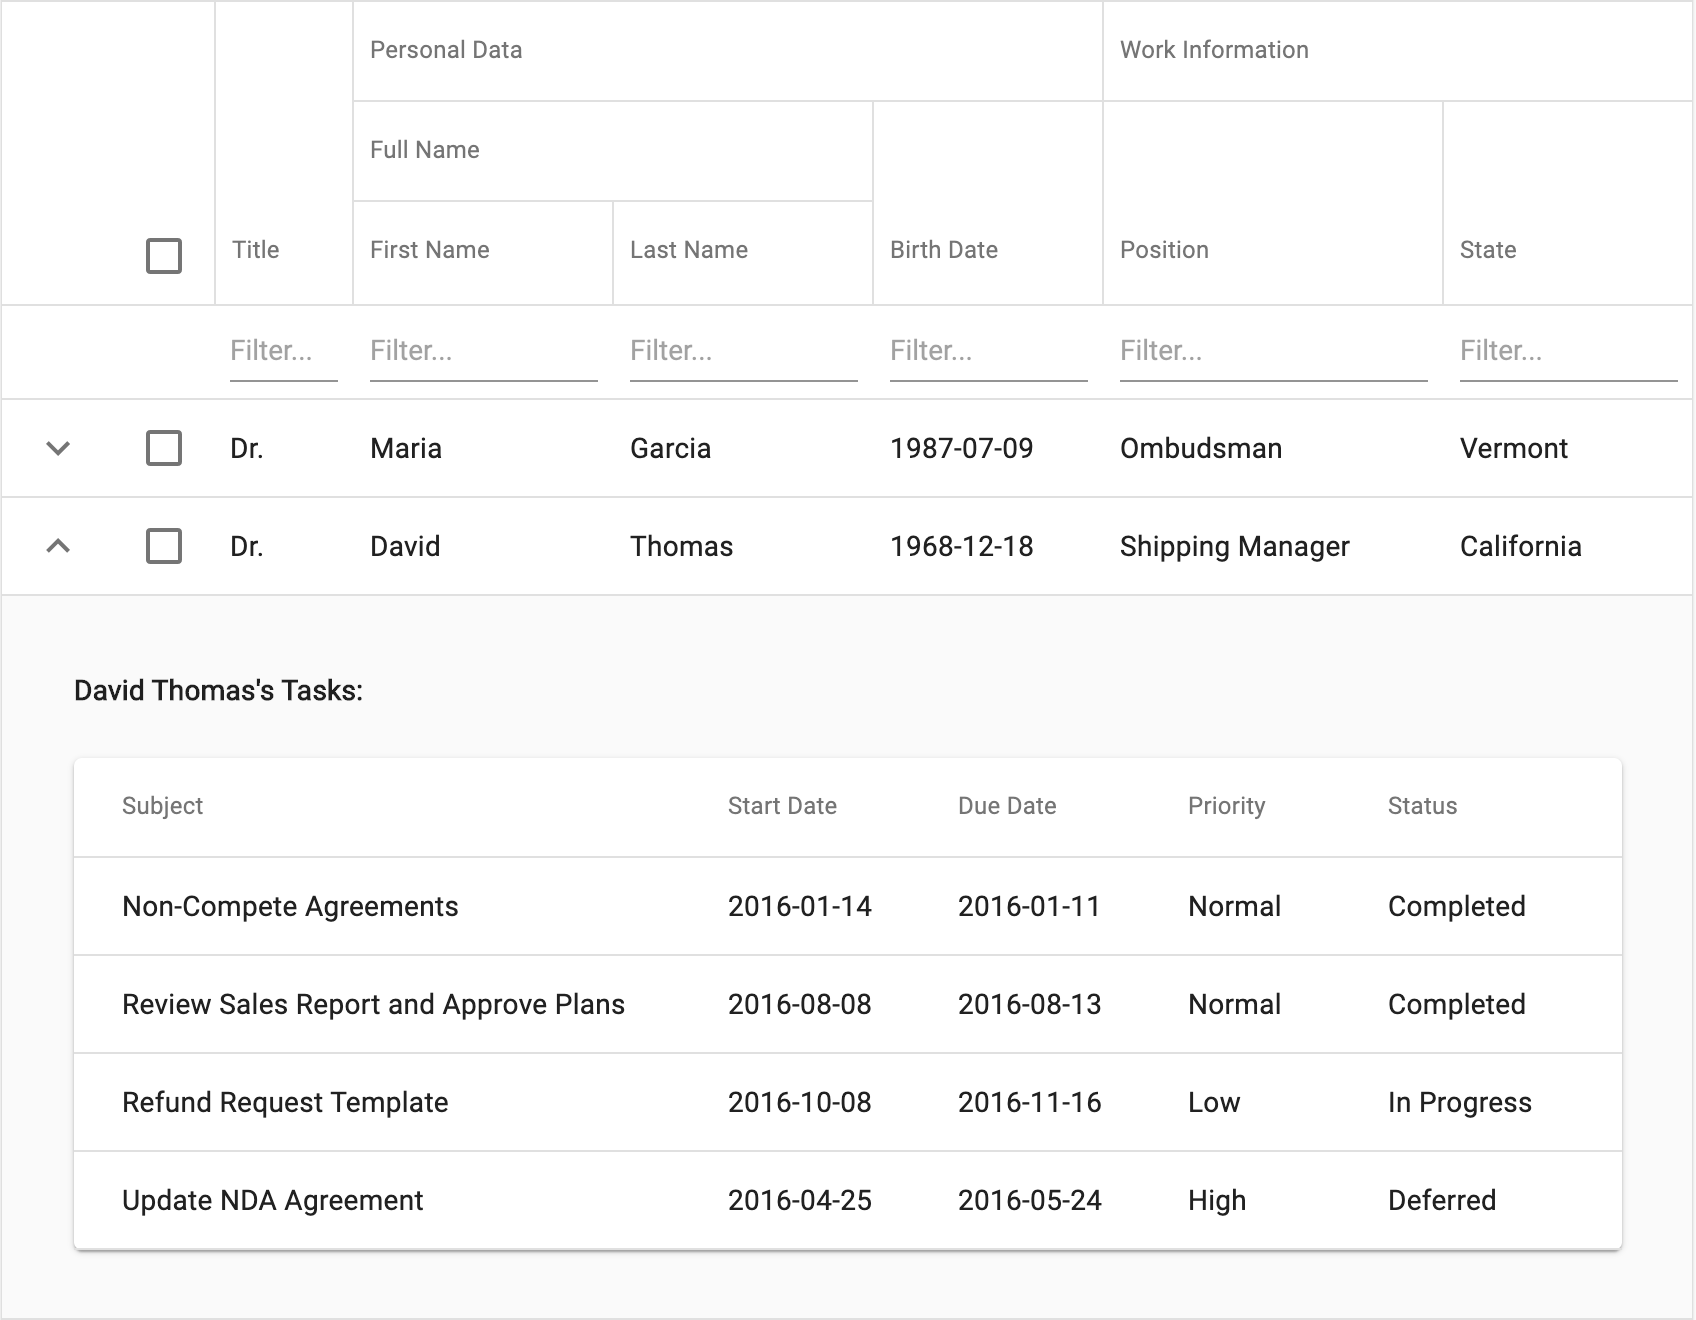 Personal Data Work Information
Full Name
Title First Name Last Name Birth Date Position State
Filter... Filter... Filter... Filter... Filter... Filter...
Dr. Maria Garcia 1987-07-09 Ombudsman Vermont
Dr. David Thomas 1968-12-18 Shipping Manager California
David Thomas's Tasks:
Subject Start Date Due Date Priority Status
Non-Compete Agreements 2016-01-14 2016-01-11 Normal Completed
Review Sales Report and Approve Plans 2016-08-08 2016-08-13 Normal Completed
Refund Request Template 2016-10-08 2016-11-16 Low In Progress
Update NDA Agreement 2016-04-25 2016-05-24 High Deferred